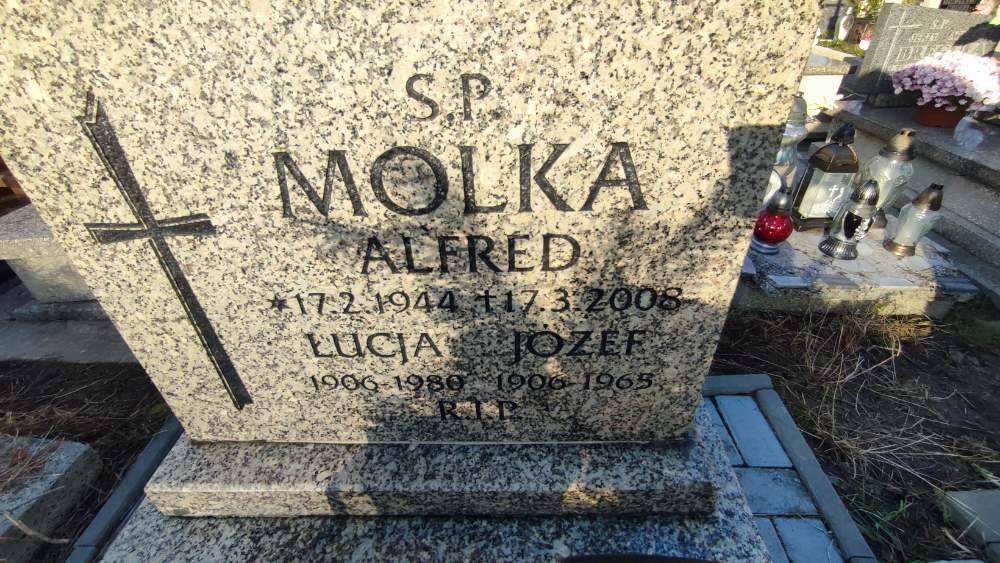 Ś.P.
MOLKA
ALFRED
*17.2.1944 †17.3.2008
ŁUCJA JÓZEF
1906-1980 1906-1965
R.I.P.